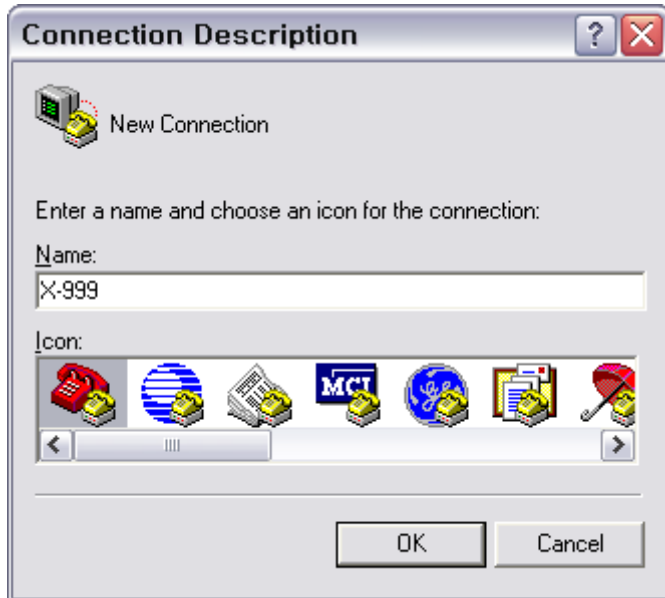 Connection Description
New Connection
Enter a name and choose an icon for the connection:
Name:
X-999
Icon:
MCI
OK
Cancel